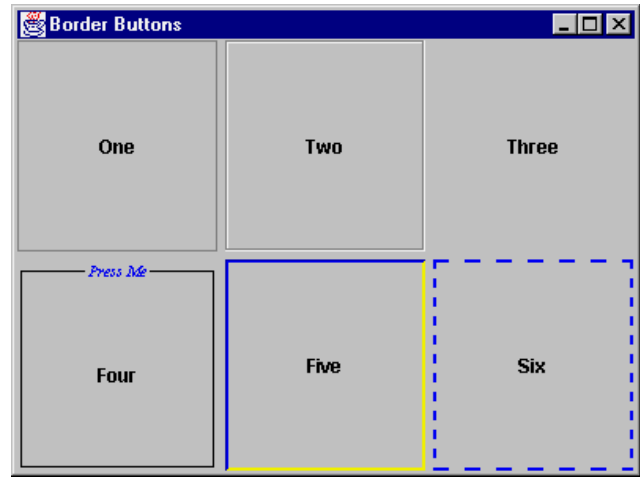 Border Buttons
One
Two
Three
Press Me
Four
Five
Six